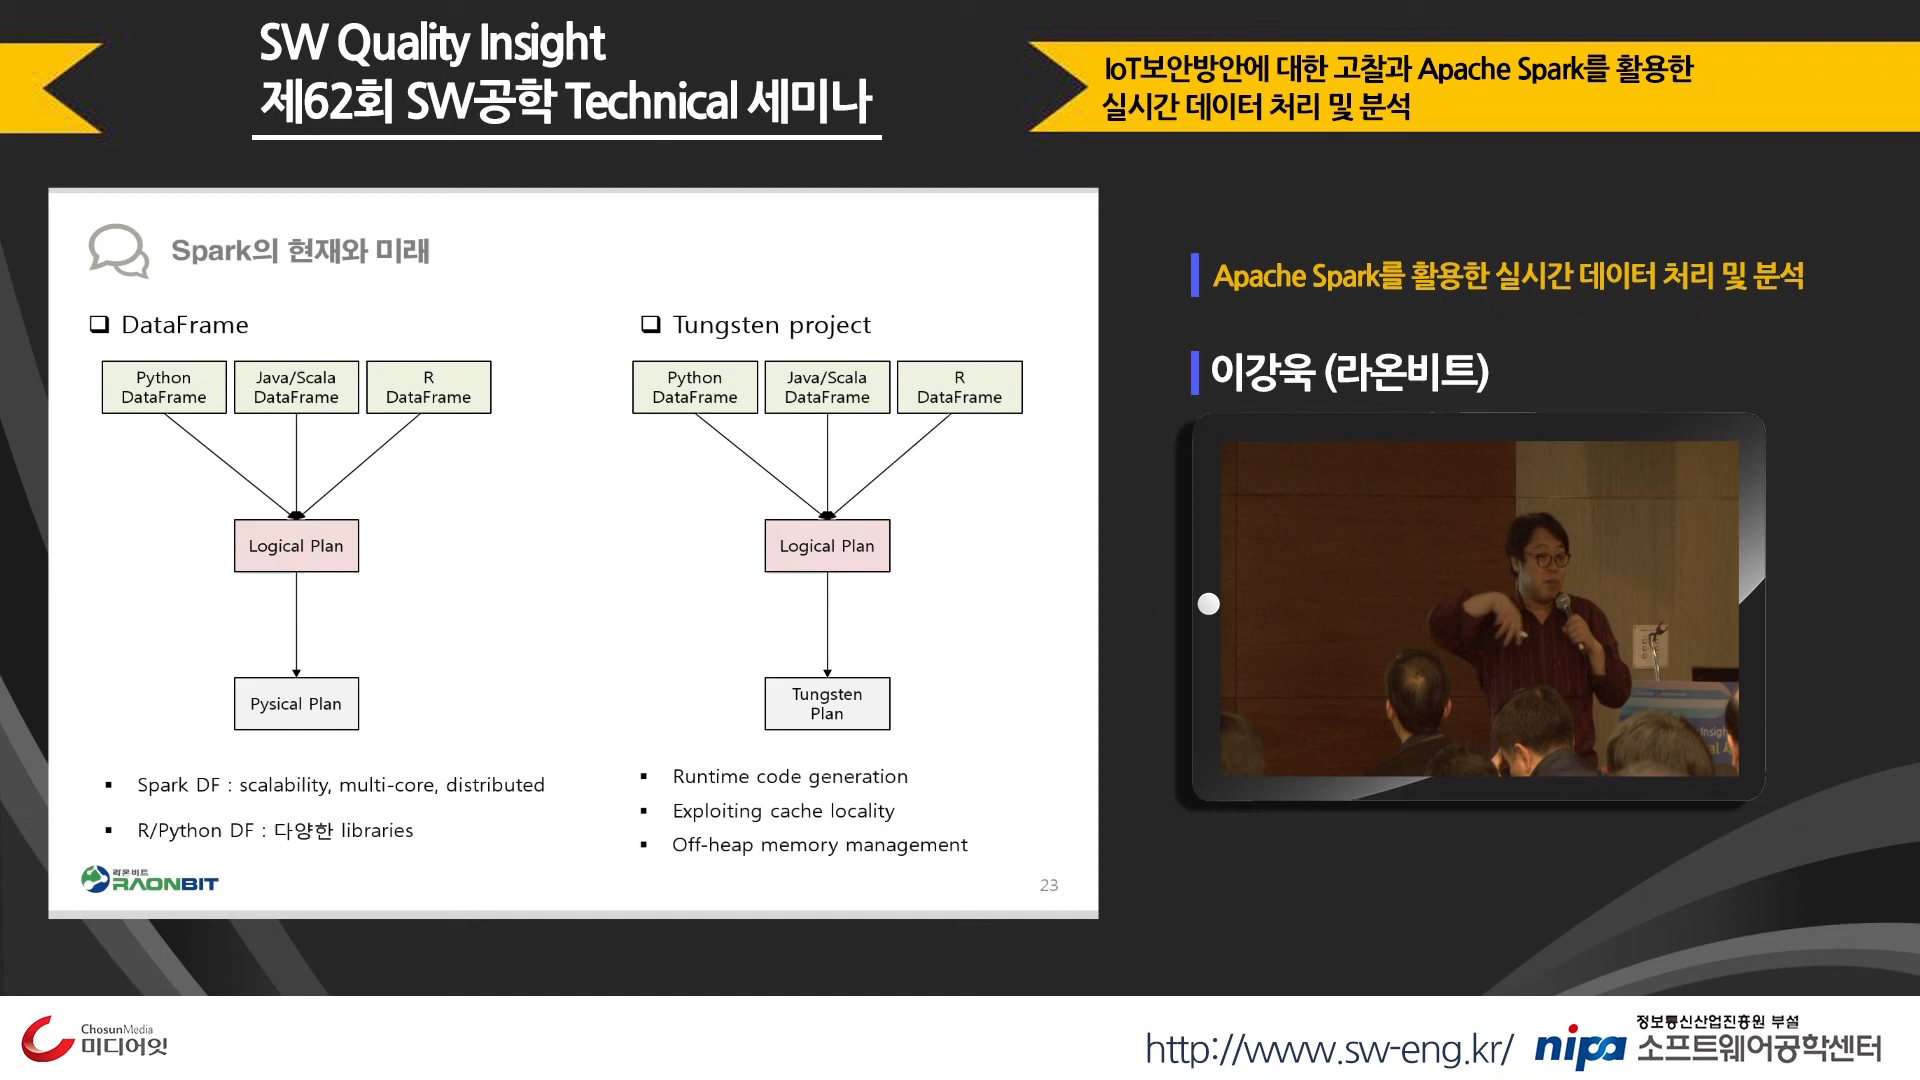 SW Quality Insight
제62회 SW공학 Technical 세미나
IoT보안방안에 대한 고찰과 Apache Spark를 활용한
실시간 데이터 처리 및 분석
Spark의 현재와 미래
DataFrame
Python
DataFrame
Java/Scala
DataFrame
R
DataFrame
Logical Plan
Pysical Plan
Spark DF : scalability, multi-core, distributed
R/Python DF : 다양한 libraries
Tungsten project
Python
DataFrame
Java/Scala
DataFrame
R
DataFrame
Logical Plan
Tungsten
Plan
Runtime code generation
Exploiting cache locality
Off-heap memory management
라온비트
RAONBIT
23
Apache Spark를 활용한 실시간 데이터 처리 및 분석
이강욱 (라온비트)
ChosunMedia
미디어잇
http://www.sw-eng.kr/
nipa
정보통신산업진흥원 부설
소프트웨어공학센터